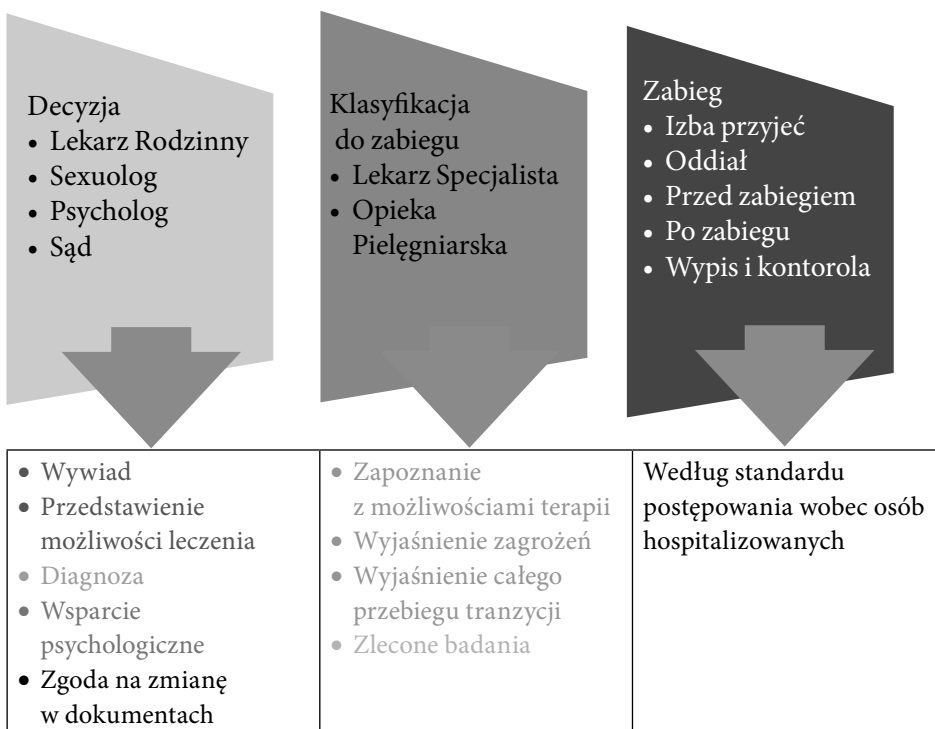 Decyzja
• Lekarz Rodzinny
• Sexuolog
• Psycholog
• Sąd
Klasyfikacja
do zabiegu
• Lekarz Specjalista
• Opieka
Pielęgniarska
Zabieg
• Izba przyjeć
• Oddiał
• Przed zabiegiem
• Po zabiegu
• Wypis i kontorola
• Wywiad
• Przedstawienie
możliwości leczenia
• Diagnoza
• Wsparcie
psychologiczne
• Zgoda na zmianę
w dokumentach
• Zapoznanie
z możliwościami terapii
• Wyjaśnienie zagrożeń
• Wyjaśnienie całego
przebiegu tranzycji
• Zlecone badania
Według standardu
postępowania wobec osób
hospitalizowanych